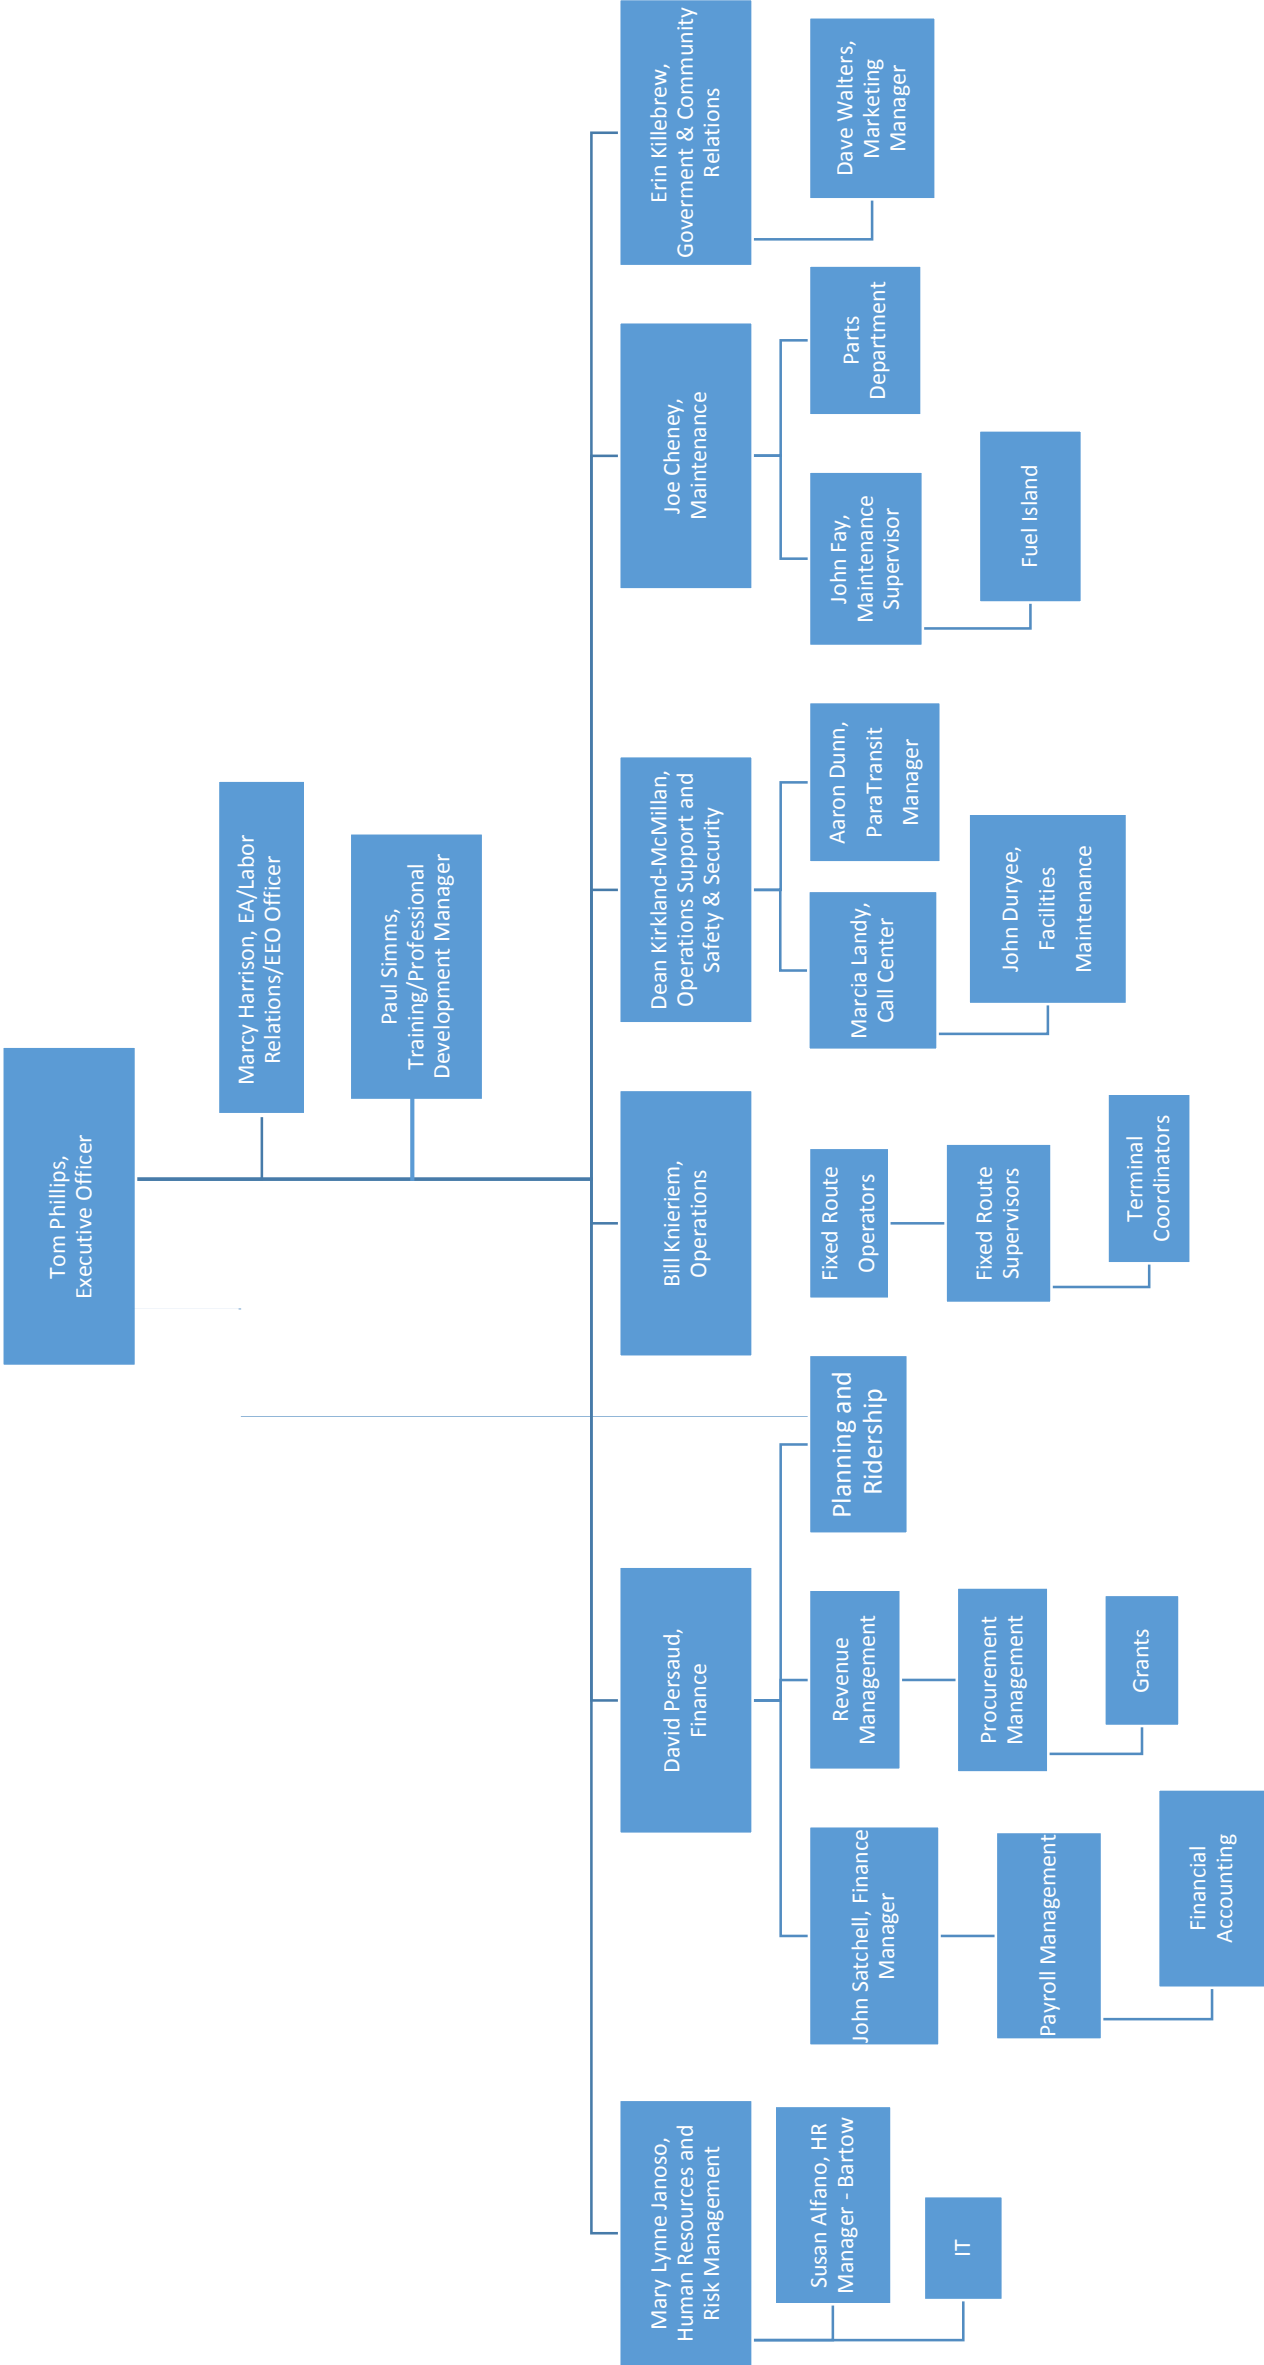 Tom Phillips,
Executive Officer
Marcy Harrison, EA/Labor
Relations/EEO Officer
Paul Simms,
Training/Professional
Development Manager
Mary Lynne Janoso,
Human Resources and
Risk Management
Susan Alfano, HR
Manager - Bartow
IT
David Persaud,
Finance
John Satchell, Finance
Manager
Payroll Management
Financial
Accounting
Revenue
Management
Procurement
Management
Grants
Planning and
Ridership
Bill Knieriem,
Operations
Fixed Route
Operators
Fixed Route
Supervisors
Terminal
Coordinators
Dean Kirkland-McMillan,
Operations Support and
Safety & Security
Marcia Landy,
Call Center
John Duryee,
Facilities
Maintenance
Aaron Dunn,
ParaTransit
Manager
Joe Cheney,
Maintenance
John Fay,
Maintenance
Supervisor
Fuel Island
Parts
Department
Erin Killebrew,
Goverment & Community
Relations
Dave Walters,
Marketing
Manager